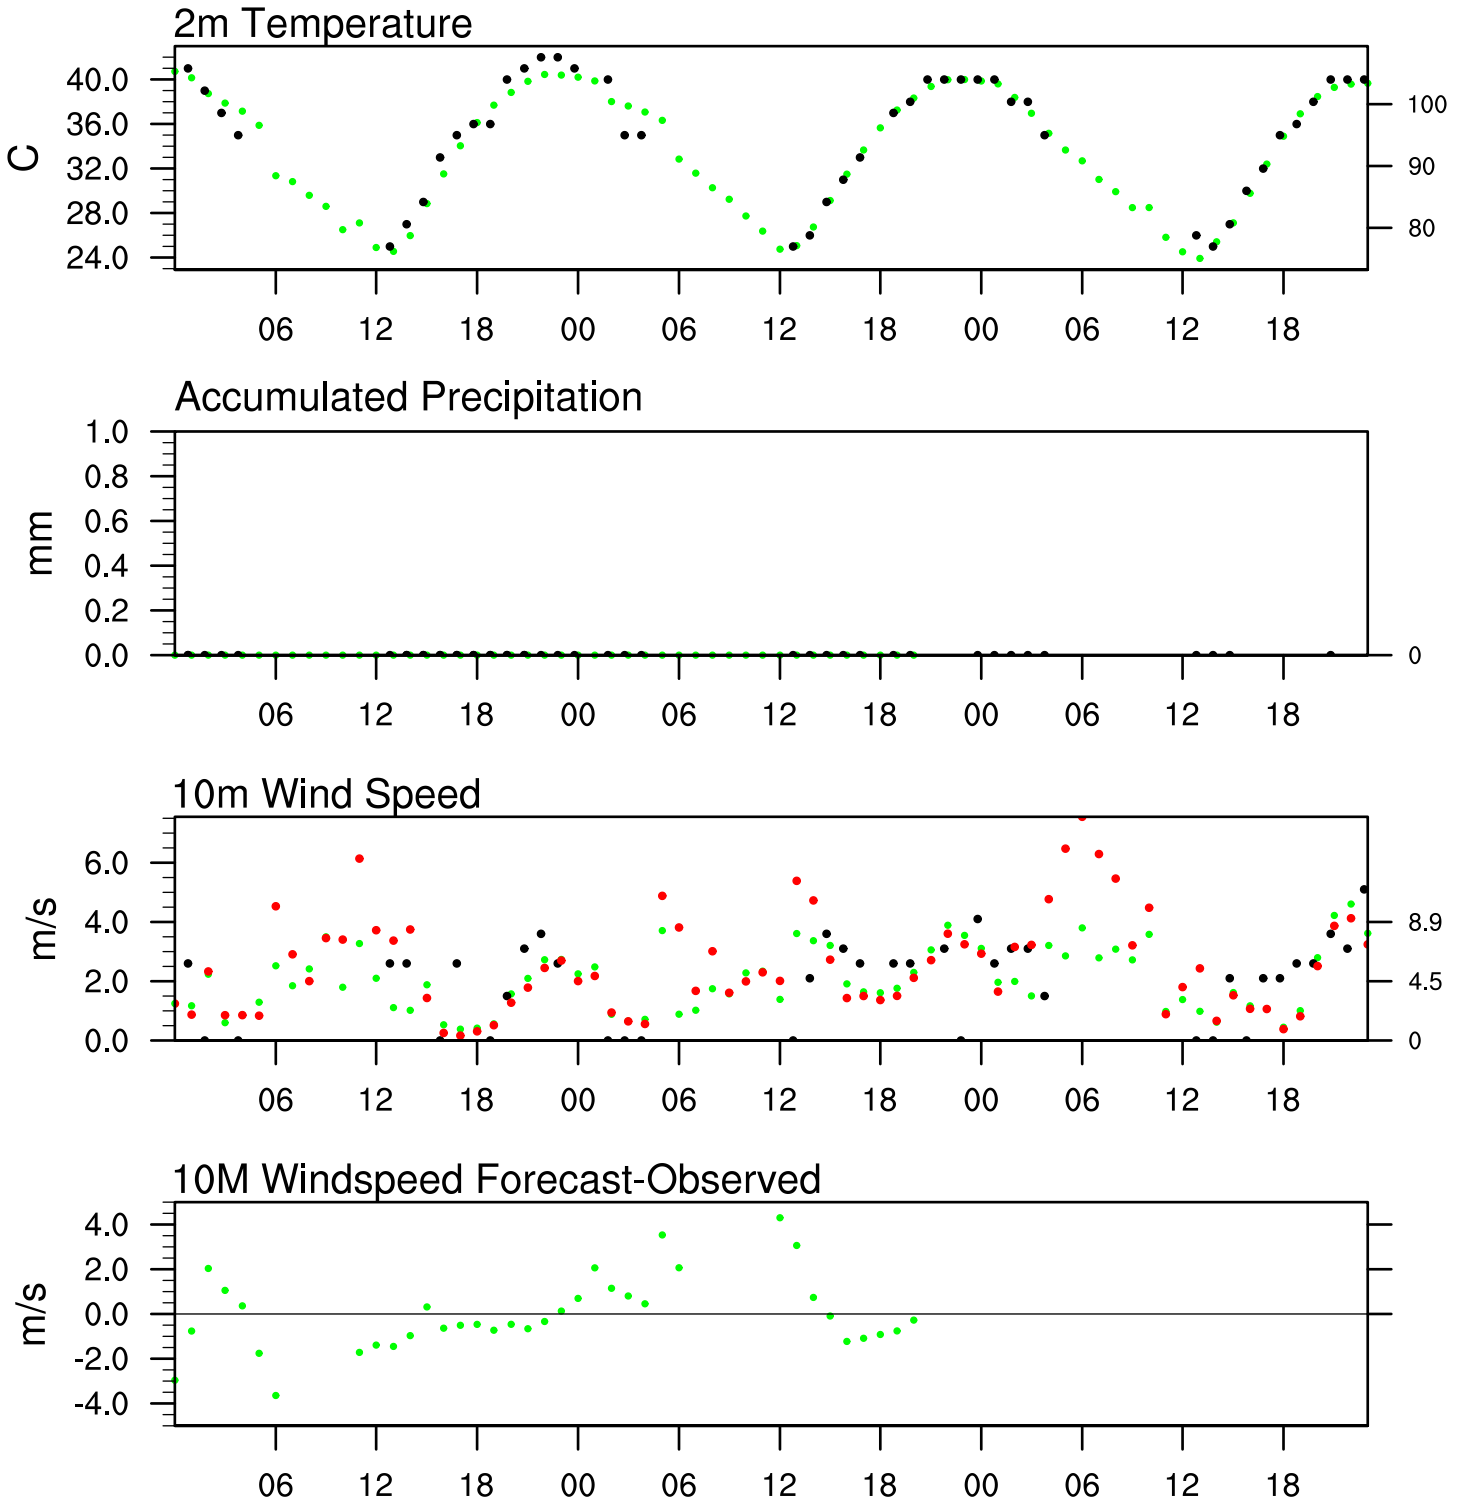 2m Temperature
40.0
36.0
32.0
28.0
24.0
C
100
90
80
06 12 18 00 06 12 18 00 06 12 18
Accumulated Precipitation
1.0
0.8
0.6
0.4
0.2
0.0
mm
0
06 12 18 00 06 12 18 00 06 12 18
10m Wind Speed
6.0
4.0
2.0
0.0
m/s
8.9
4.5
0
06 12 18 00 06 12 18 00 06 12 18
10M Windspeed Forecast-Observed
4.0
2.0
0.0
-2.0
-4.0
m/s
06 12 18 00 06 12 18 00 06 12 18